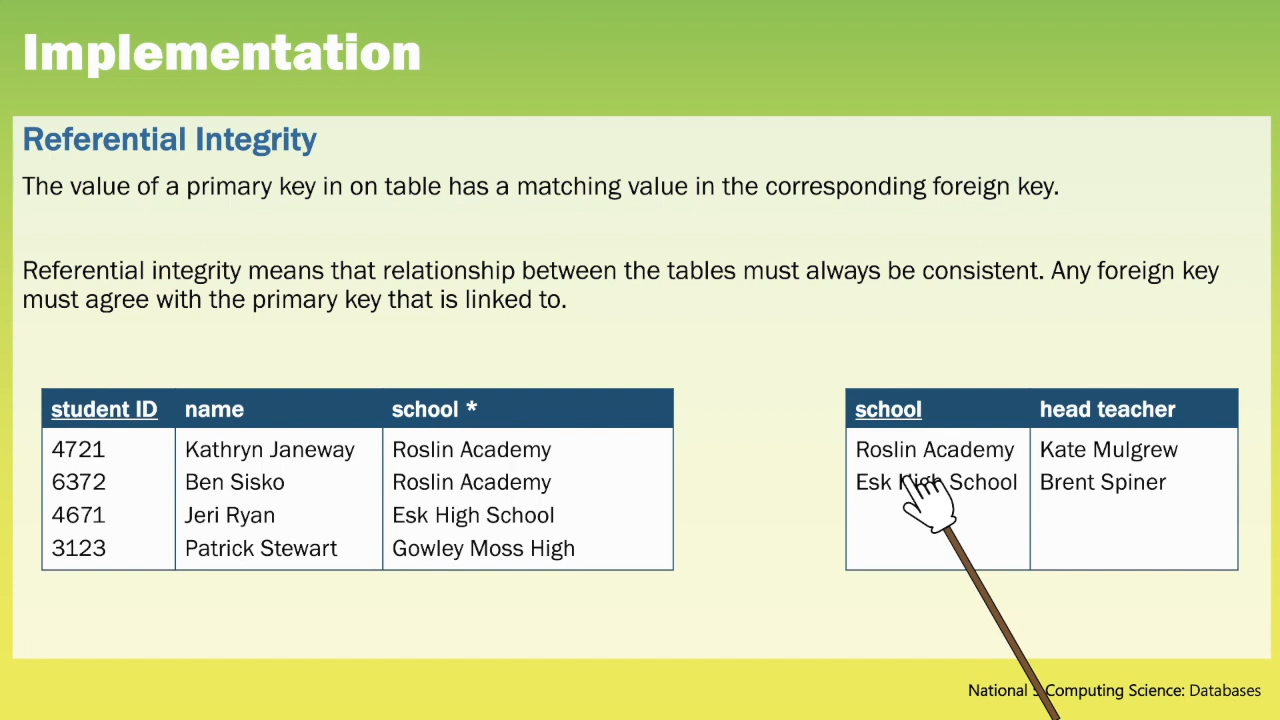 Implementation
Referential Integrity
The value of a primary key in on table has a matching value in the corresponding foreign key.
Referential integrity means that relationship between the tables must always be consistent. Any foreign key
must agree with the primary key that is linked to.
student ID name school *
4721 Kathryn Janeway Roslin Academy
6372 Ben Sisko Roslin Academy
4671 Jeri Ryan Esk High School
3123 Patrick Stewart Gowley Moss High
school head teacher
Roslin Academy Kate Mulgrew
Esk High School Brent Spiner
National 5 Computing Science: Databases